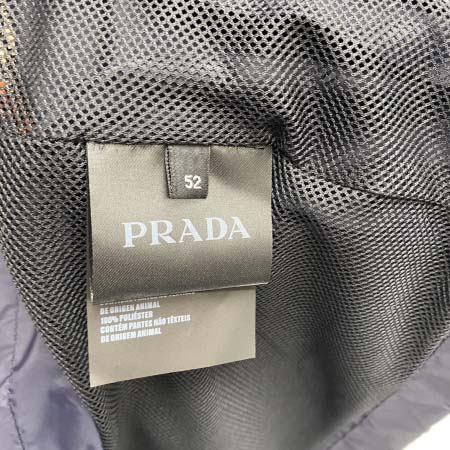 52
PRADA
DE ORIGEN ANIMAL
100% POLIÉSTER
CONTÉM PARTES NÃO TÊXTEIS
DE ORIGEM ANIMAL